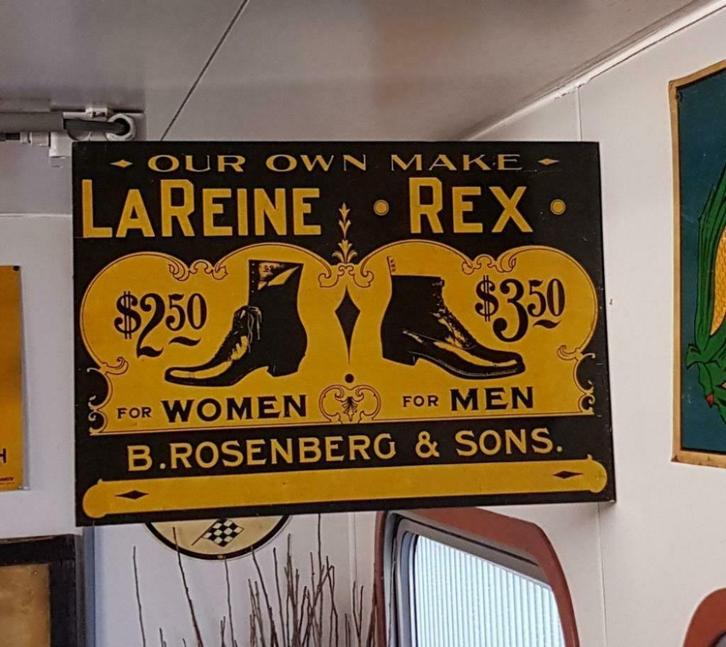 OUR OWN MAKE
LAREINE • REX •
$2.50 $3.50
FOR WOMEN FOR MEN
B. ROSENBERG & SONS.
H